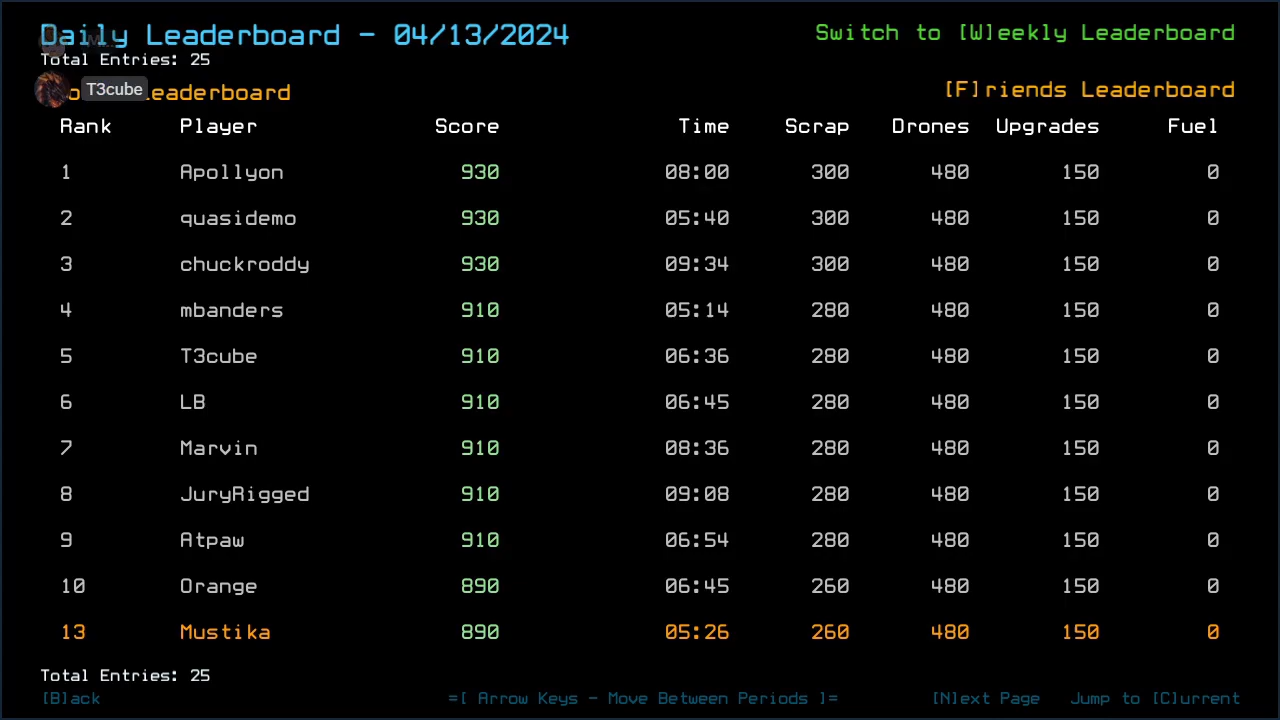 Daily Leaderboard - 04/13/2024
Switch to [W]eekly Leaderboard
Total Entries: 25
T3cube
Leaderboard
[F]riends Leaderboard
Rank Player Score Time Scrap Drones Upgrades Fuel
1 Apollyon 930 08:00 300 480 150 0
2 quasidemo 930 05:40 300 480 150 0
3 chuckroddy 930 09:34 300 480 150 0
4 mbanders 910 05:14 280 480 150 0
5 T3cube 910 06:36 280 480 150 0
6 LB 910 06:45 280 480 150 0
7 Marvin 910 08:36 280 480 150 0
8 JuryRigged 910 09:08 280 480 150 0
9 Atpaw 910 06:54 280 480 150 0
10 Orange 890 06:45 260 480 150 0
13 Mustika 890 05:26 260 480 150 0
Total Entries: 25
[B]ack
=[ Arrow Keys - Move Between Periods ]=
[N]ext Page
Jump to [C]urrent